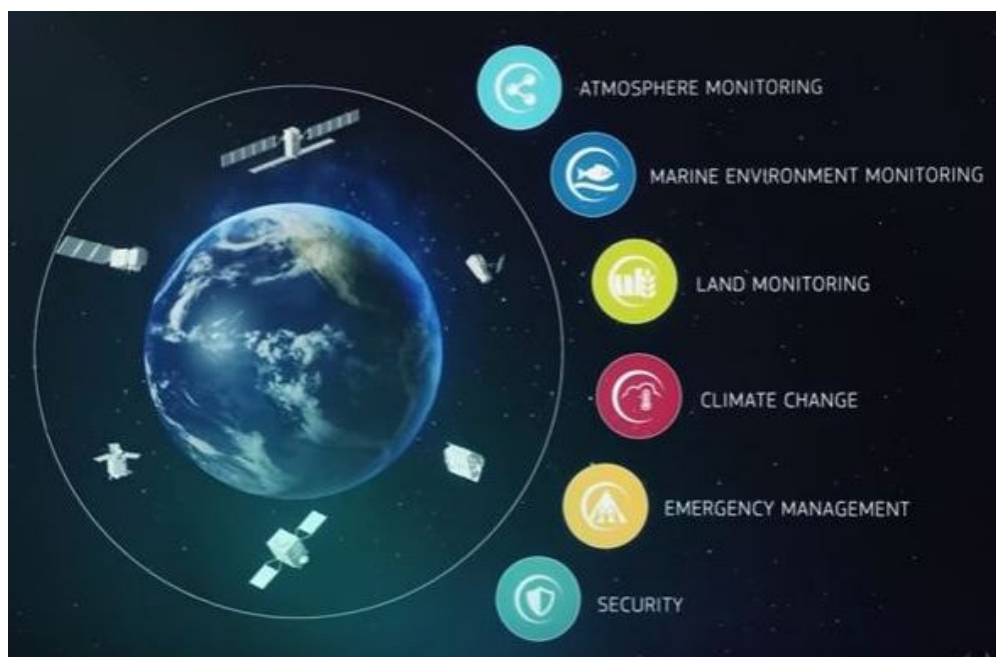 ATMOSPHERE MONITORING
MARINE ENVIRONMENT MONITORING
LAND MONITORING
CLIMATE CHANGE
EMERGENCY MANAGEMENT
SECURITY